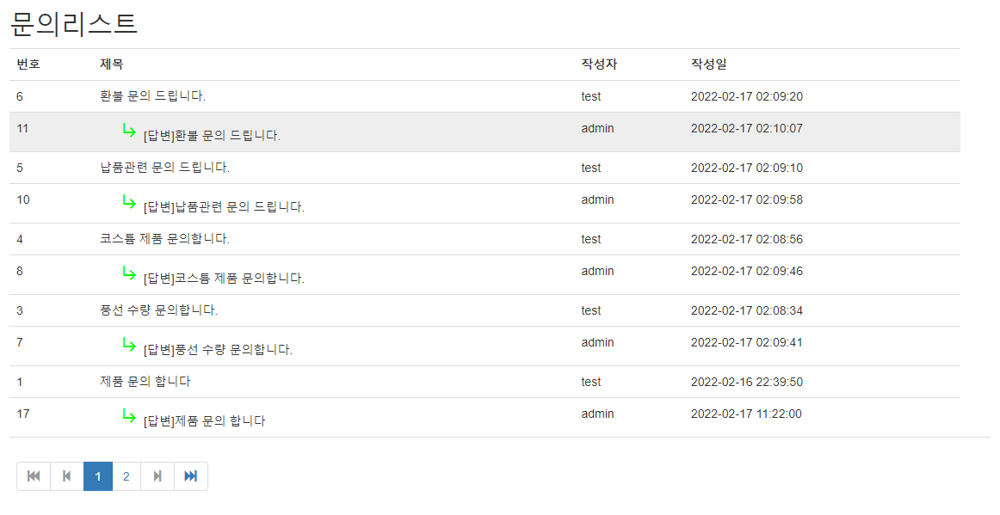 문의리스트
번호 제목 작성자 작성일
6 환불 문의 드립니다. test 2022-02-17 02:09:20
11 [답변]환불 문의 드립니다. admin 2022-02-17 02:10:07
5 납품관련 문의 드립니다. test 2022-02-17 02:09:10
10 [답변]납품관련 문의 드립니다. admin 2022-02-17 02:09:58
4 코스튬 제품 문의합니다. test 2022-02-17 02:08:56
8 [답변]코스튬 제품 문의합니다. admin 2022-02-17 02:09:46
3 풍선 수량 문의합니다. test 2022-02-17 02:08:34
7 [답변]풍선 수량 문의합니다. admin 2022-02-17 02:09:41
1 제품 문의 합니다 test 2022-02-16 22:39:50
17 [답변]제품 문의 합니다 admin 2022-02-17 11:22:00
1 2